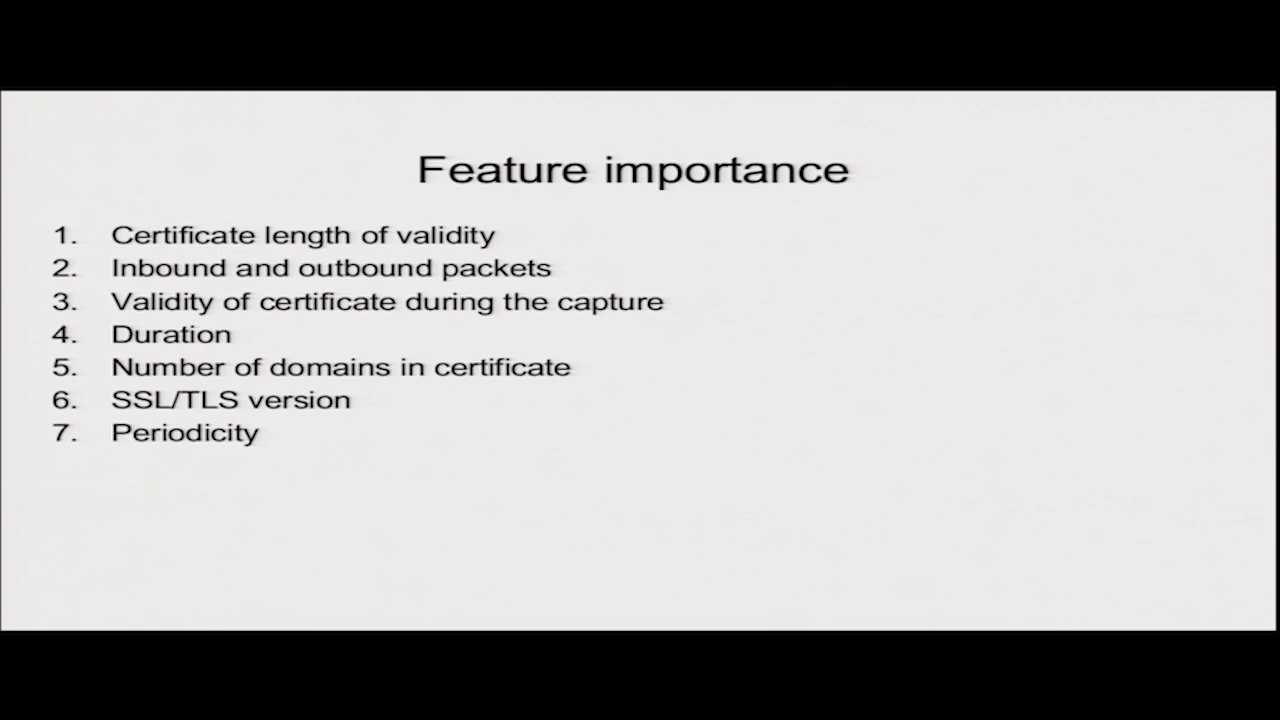 Feature importance
1. Certificate length of validity
2. Inbound and outbound packets
3. Validity of certificate during the capture
4. Duration
5. Number of domains in certificate
6. SSL/TLS version
7. Periodicity